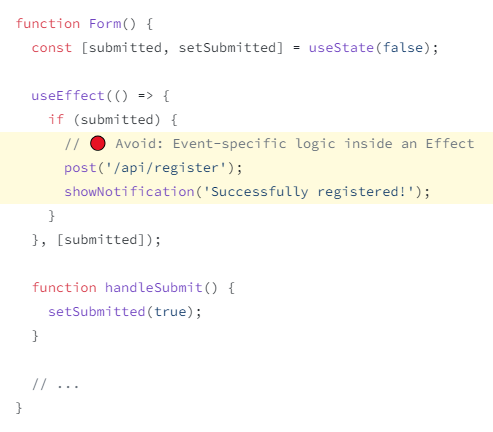 function Form() {
  const [submitted, setSubmitted] = useState(false);

  useEffect(() => {
    if (submitted) {
      // 🔴 Avoid: Event-specific logic inside an Effect
      post('/api/register');
      showNotification('Successfully registered!');
    }
  }, [submitted]);

  function handleSubmit() {
    setSubmitted(true);
  }

  // ...
}